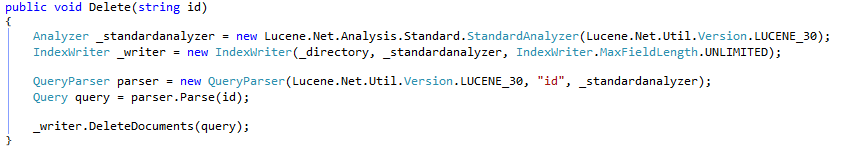 public void Delete(string id)
{
    Analyzer _standardanalyzer = new Lucene.Net.Analysis.Standard.StandardAnalyzer(Lucene.Net.Util.Version.LUCENE_30);
    IndexWriter _writer = new IndexWriter(_directory, _standardanalyzer, IndexWriter.MaxFieldLength.UNLIMITED);

    QueryParser parser = new QueryParser(Lucene.Net.Util.Version.LUCENE_30, "id", _standardanalyzer);
    Query query = parser.Parse(id);

    _writer.DeleteDocuments(query);
}